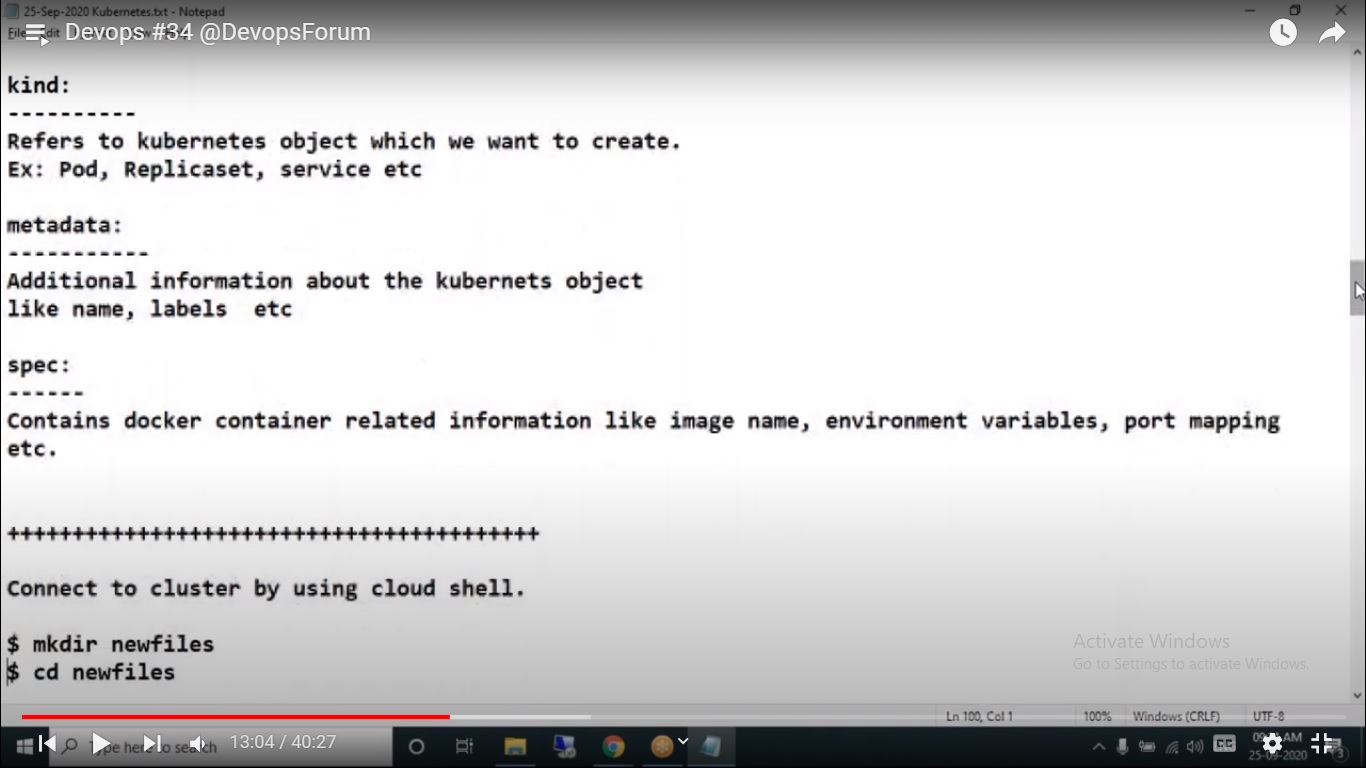 25-Sep-2020 Kubernetes.txt - Notepad
Devops #34 @DevopsForum
kind:
----------
Refers to kubernetes object which we want to create.
Ex: Pod, Replicaset, service etc
metadata:
-----------
Additional information about the kubernets object
like name, labels  etc
spec:
------
Contains docker container related information like image name, environment variables, port mapping
etc.
+++++++++++++++++++++++++++++++++++++++++
Connect to cluster by using cloud shell.
$ mkdir newfiles
$ cd newfiles
Activate Windows
Go to Settings to activate Windows.
Ln 100, Col 1 100% Windows (CRLF) UTF-8
Type here to search
13:04 / 40:27
CC
AM
25-09-2020
3